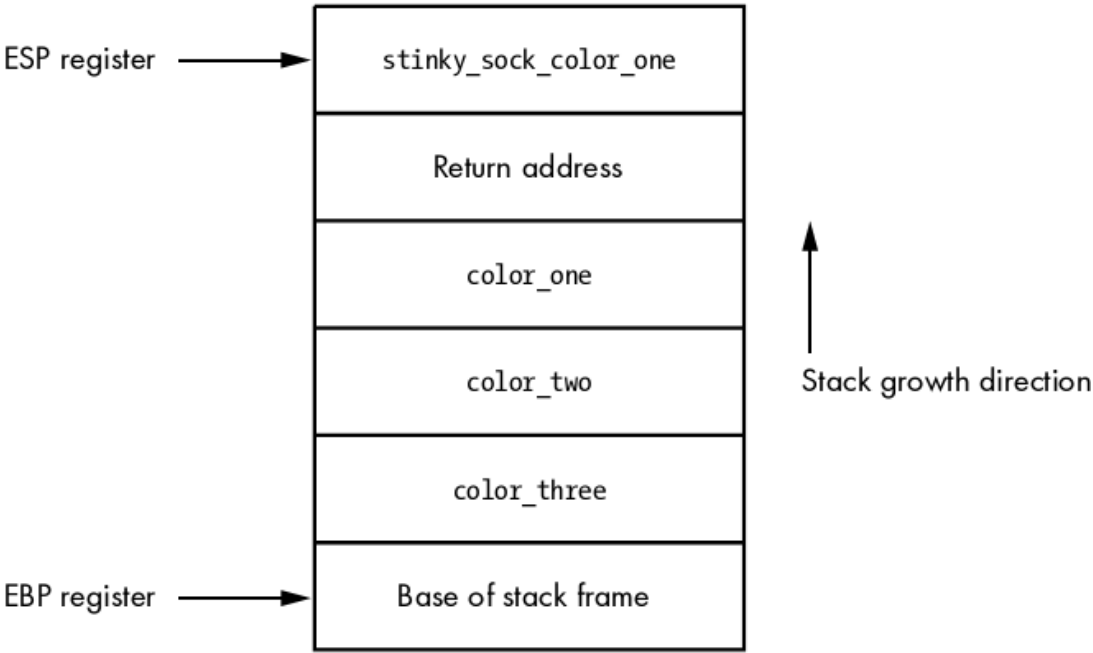 ESP register
stinky_sock_color_one
Return address
color_one
color_two
Stack growth direction
color_three
EBP register
Base of stack frame